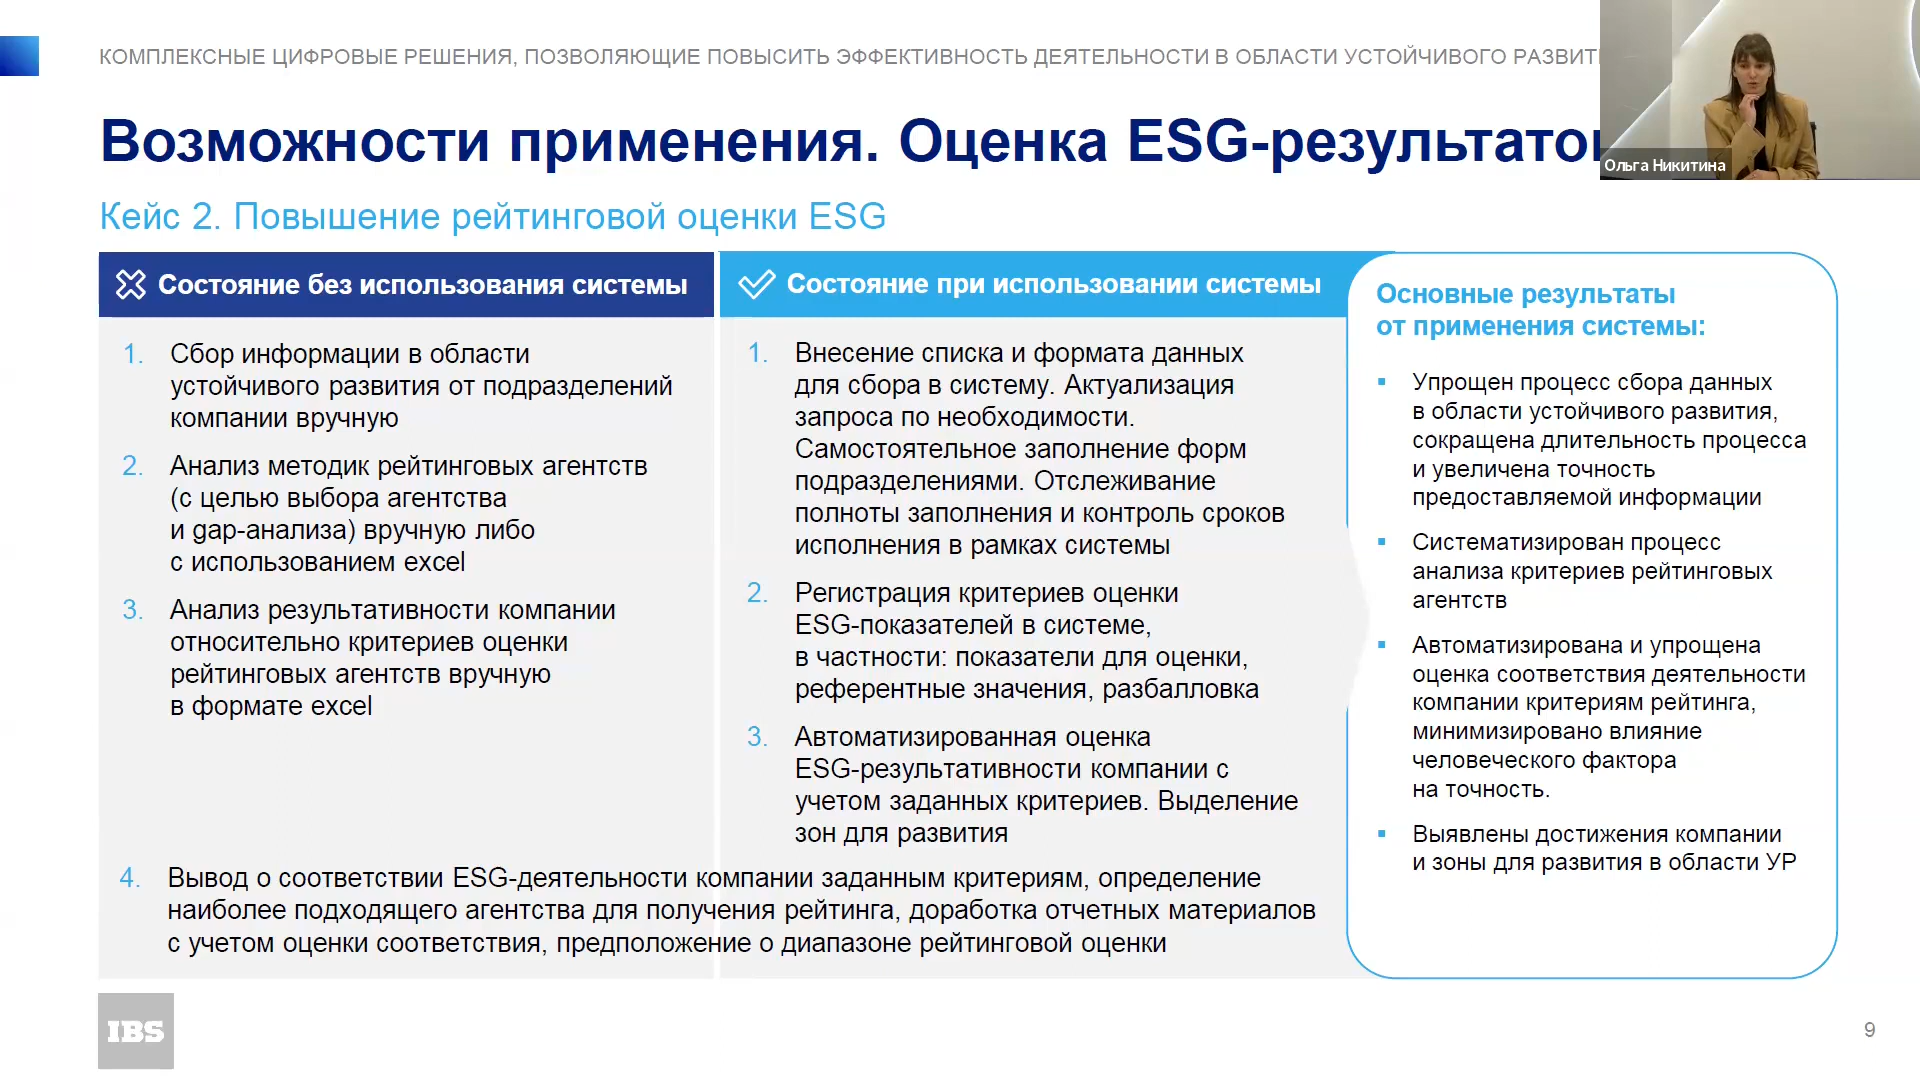 КОМПЛЕКСНЫЕ ЦИФРОВЫЕ РЕШЕНИЯ, ПОЗВОЛЯЮЩИЕ ПОВЫСИТЬ ЭФФЕКТИВНОСТЬ ДЕЯТЕЛЬНОСТИ В ОБЛАСТИ УСТОЙЧИВОГО РАЗВИТ
Ольга Никитина
Возможности применения. Оценка ESG-результато
Кейс 2. Повышение рейтинговой оценки ESG
Состояние без использования системы
1. Сбор информации в области
устойчивого развития от подразделений
компании вручную
2. Анализ методик рейтинговых агентств
(с целью выбора агентства
и gap-анализа) вручную либо
с использованием excel
3. Анализ результативности компании
относительно критериев оценки
рейтинговых агентств вручную
в формате excel
Состояние при использовании системы
1. Внесение списка и формата данных
для сбора в систему. Актуализация
запроса по необходимости.
Самостоятельное заполнение форм
подразделениями. Отслеживание
полноты заполнения и контроль сроков
исполнения в рамках системы
2. Регистрация критериев оценки
ESG-показателей в системе,
в частности: показатели для оценки,
референтные значения, разбалловка
3. Автоматизированная оценка
ESG-результативности компании с
учетом заданных критериев. Выделение
зон для развития
4. Вывод о соответствии ESG-деятельности компании заданным критериям, определение
наиболее подходящего агентства для получения рейтинга, доработка отчетных материалов
с учетом оценки соответствия, предположение о диапазоне рейтинговой оценки
Основные результаты
от применения системы:
▪ Упрощен процесс сбора данных
в области устойчивого развития,
сокращена длительность процесса
и увеличена точность
предоставляемой информации
▪ Систематизирован процесс
анализа критериев рейтинговых
агентств
▪ Автоматизирована и упрощена
оценка соответствия деятельности
компании критериям рейтинга,
минимизировано влияние
человеческого фактора
на точность.
▪ Выявлены достижения компании
и зоны для развития в области УР
IBS
9